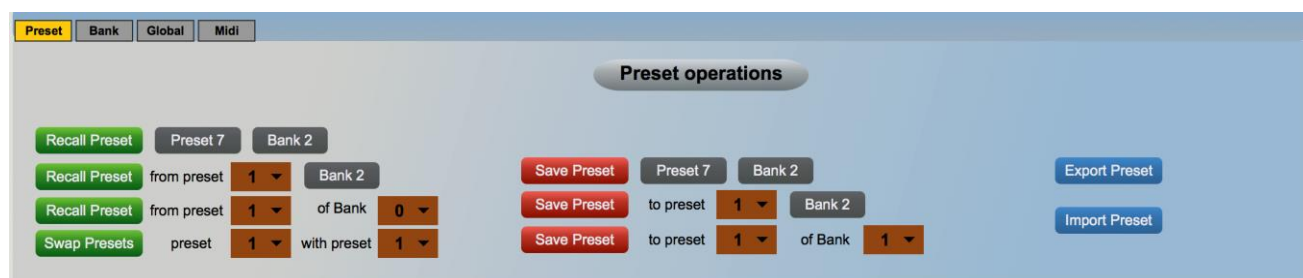 Preset Bank Global Midi
Preset operations
Recall Preset Preset 7 Bank 2
Recall Preset from preset 1 Bank 2
Recall Preset from preset 1 of Bank 0
Swap Presets preset 1 with preset 1
Save Preset Preset 7 Bank 2
Save Preset to preset 1 Bank 2
Save Preset to preset 1 of Bank 1
Export Preset
Import Preset